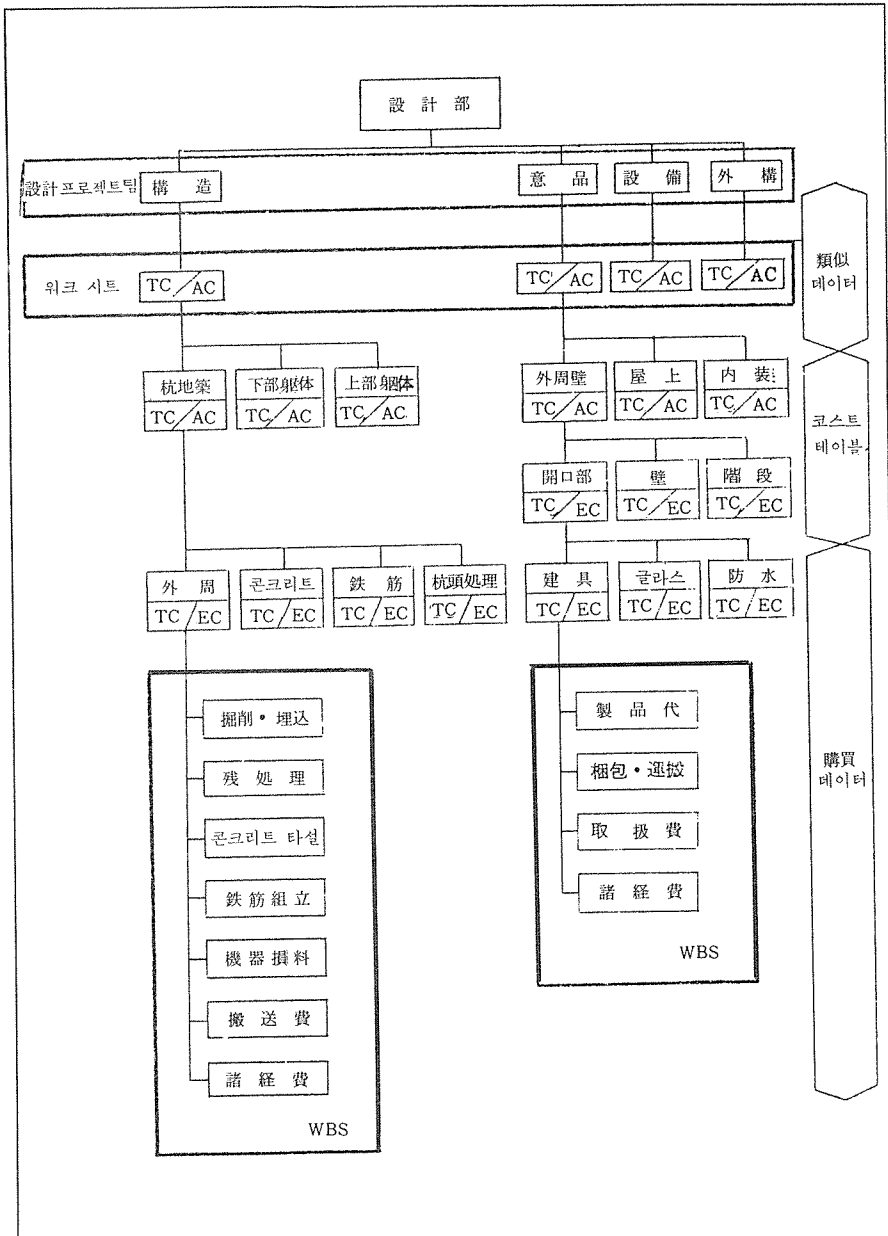 設計部
設計프로젝트팀 構造 意品 設備 外構
워크 시트 TC/AC TC/AC TC/AC TC/AC
類似
데이터
杭地築 下部躯体 上部躯体 外周壁 屋上 内装
TC/AC TC/AC TC/AC TC/AC TC/AC TC/AC
코스트
테이블
開口部 壁 階段
TC/EC TC/EC TC/EC
外周 콘크리트 鉄筋 杭頭処理 建具 글라스 防水
TC/EC TC/EC TC/EC TC/EC TC/EC TC/EC TC/EC
掘削・埋込
残処理
콘크리트 타설
鉄筋組立
機器損料
搬送費
諸経費
WBS
製品代
梱包・運搬
取扱費
諸経費
WBS
購買
데이터